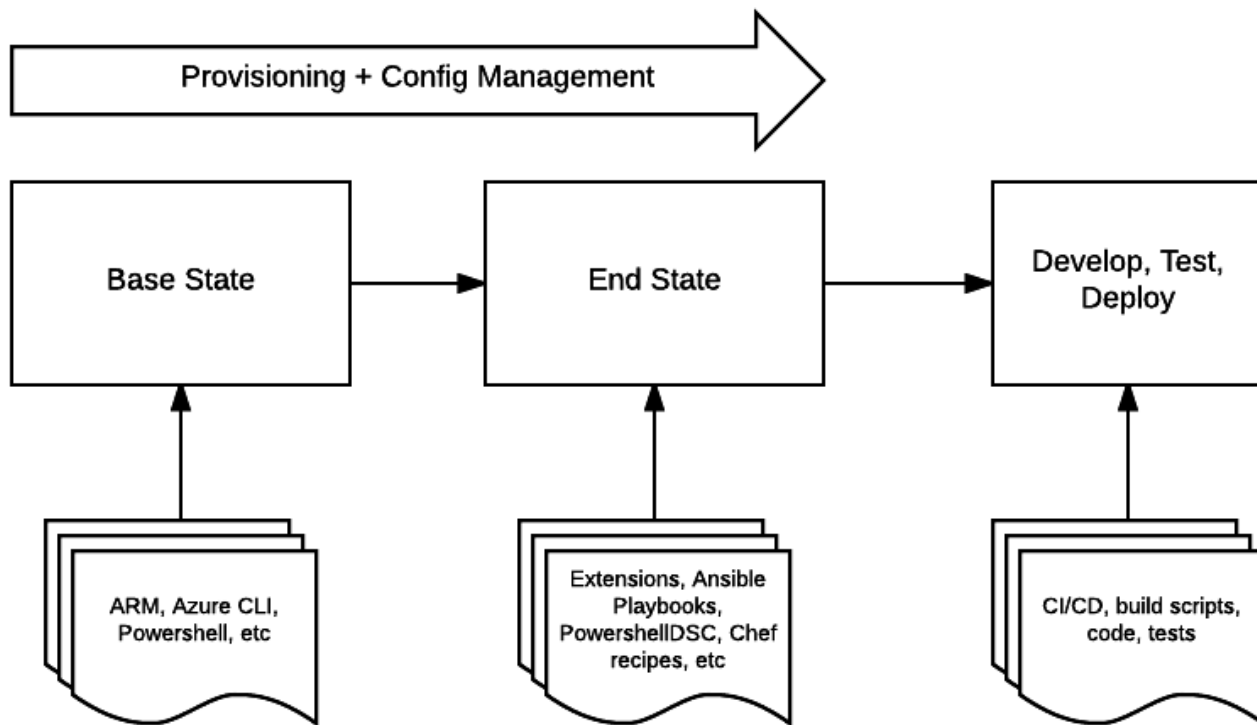 Provisioning + Config Management
Base State
End State
Develop, Test,
Deploy
ARM, Azure CLI,
Powershell, etc
Extensions, Ansible
Playbooks,
PowershellDSC, Chef
recipes, etc
CI/CD, build scripts,
code, tests